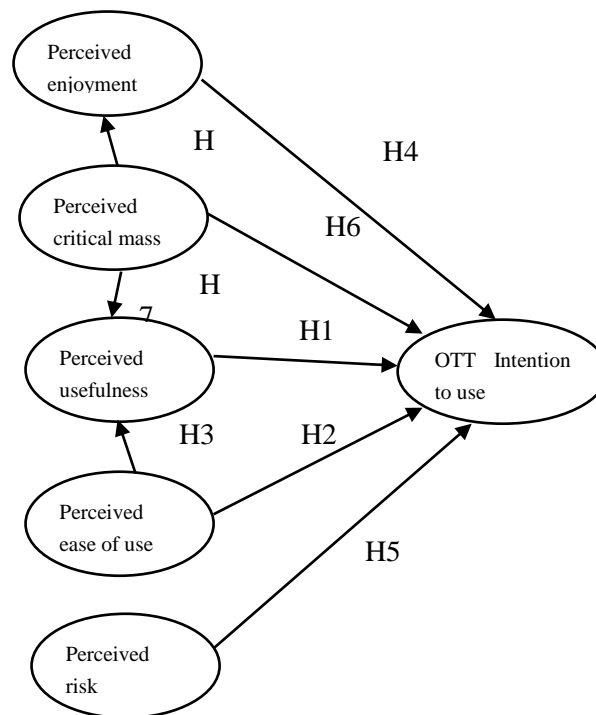 Perceived
enjoyment
H
H4
Perceived
critical mass
H6
H
7
H1
Perceived
usefulness
OTT Intention
to use
H3
H2
Perceived
ease of use
H5
Perceived
risk